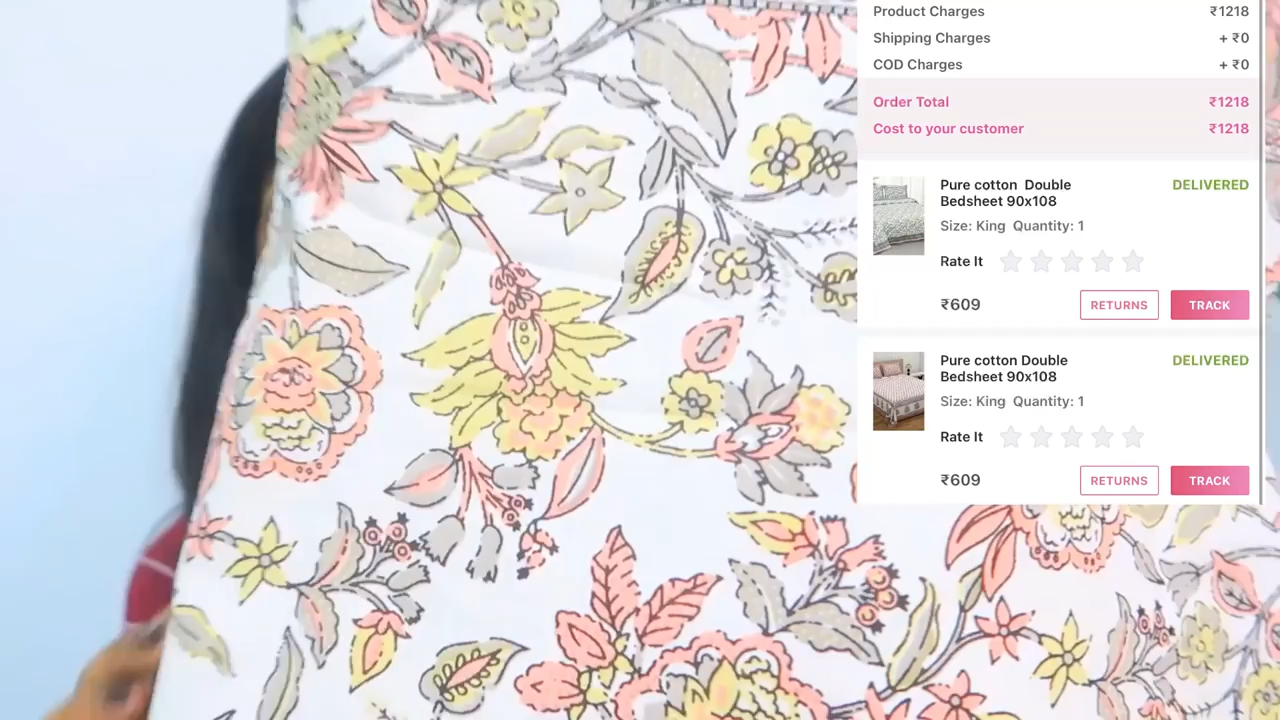 Product Charges ₹1218
Shipping Charges + ₹0
COD Charges + ₹0
Order Total ₹1218
Cost to your customer ₹1218
Pure cotton Double DELIVERED
Bedsheet 90x108
Size: King Quantity: 1
Rate It
₹609 RETURNS TRACK
Pure cotton Double DELIVERED
Bedsheet 90x108
Size: King Quantity: 1
Rate It
₹609 RETURNS TRACK